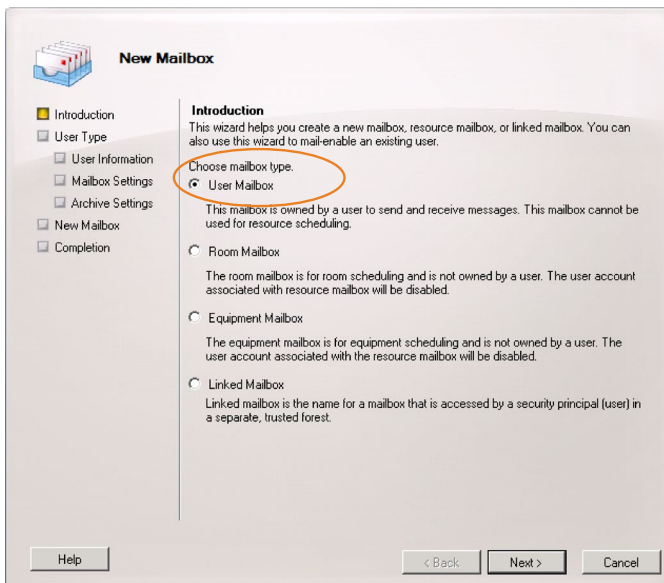 New Mailbox
Introduction
User Type
User Information
Mailbox Settings
Archive Settings
New Mailbox
Completion
Introduction
This wizard helps you create a new mailbox, resource mailbox, or linked mailbox. You can
also use this wizard to mail-enable an existing user.
Choose mailbox type.
User Mailbox
This mailbox is owned by a user to send and receive messages. This mailbox cannot be
used for resource scheduling.
Room Mailbox
The room mailbox is for room scheduling and is not owned by a user. The user account
associated with resource mailbox will be disabled.
Equipment Mailbox
The equipment mailbox is for equipment scheduling and is not owned by a user. The
user account associated with the resource mailbox will be disabled.
Linked Mailbox
Linked mailbox is the name for a mailbox that is accessed by a security principal (user) in
a separate, trusted forest.
Help
< Back
Next >
Cancel